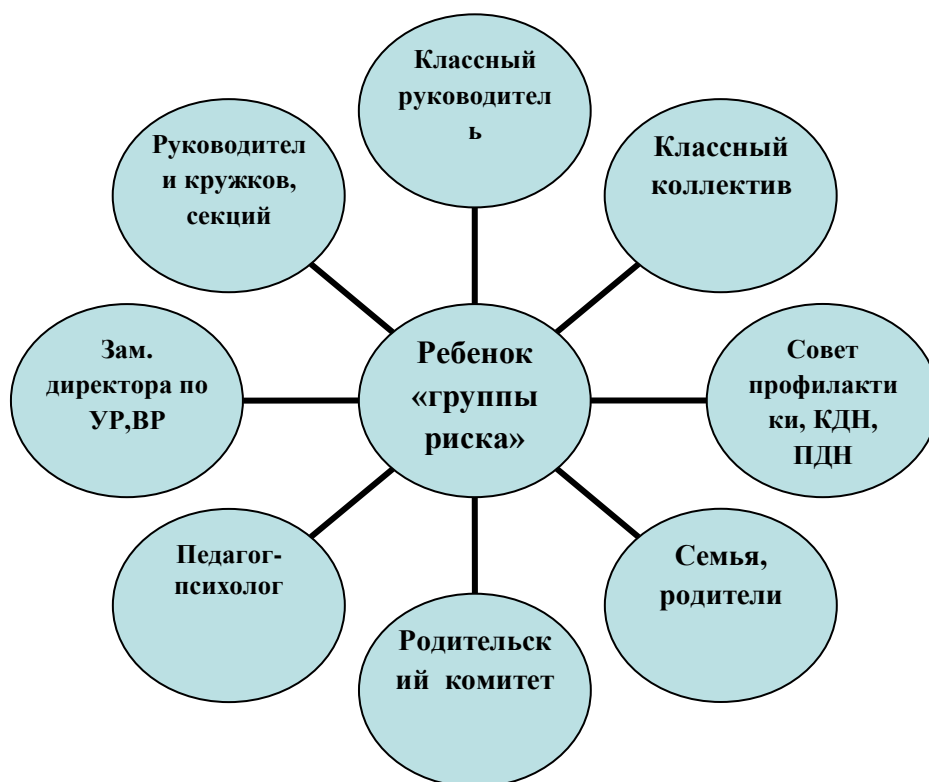 Классный
руководител
ь
Руководител
и кружков,
секций
Классный
коллектив
Зам.
директора по
УР,ВР
Ребенок
«группы
риска»
Совет
профилакти
ки, КДН,
ПДН
Педагог-
психолог
Семья,
родители
Родительск
ий комитет